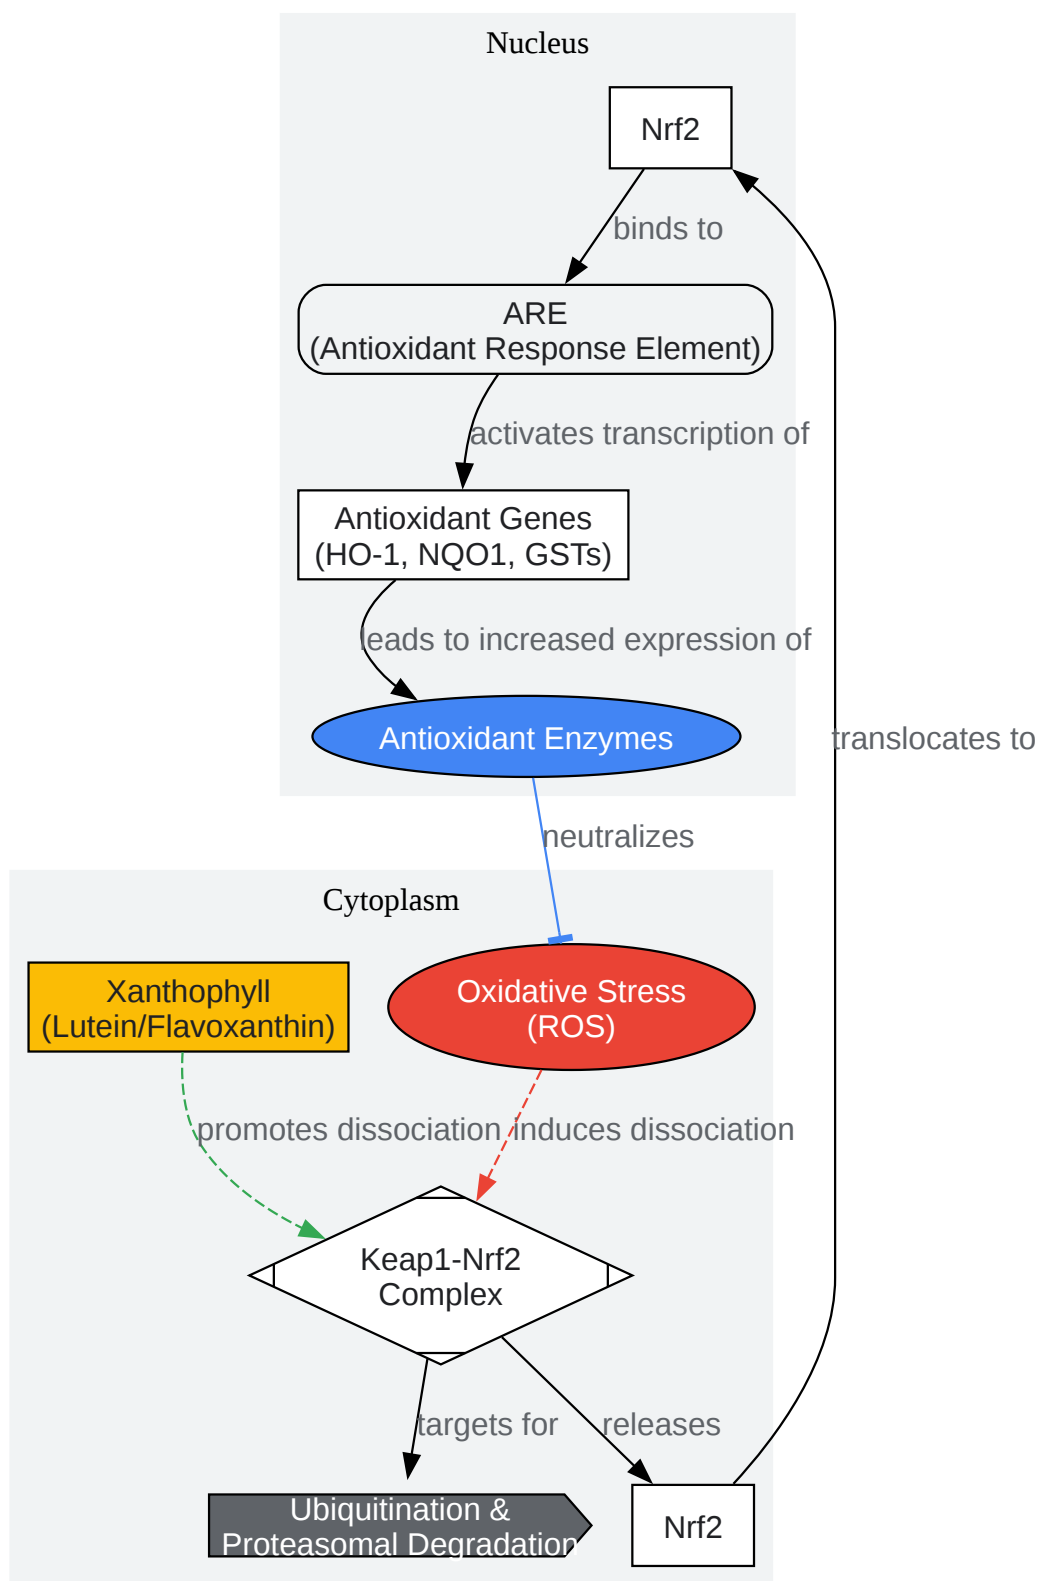 Nucleus
Nrf2
binds to
ARE
(Antioxidant Response Element)
activates transcription of
Antioxidant Genes
(HO-1, NQO1, GSTs)
leads to increased expression of
Antioxidant Enzymes
translocates to
neutralizes
Cytoplasm
Xanthophyll
(Lutein/Flavoxanthin)
Oxidative Stress
(ROS)
promotes dissociation
induces dissociation
Keap1-Nrf2
Complex
targets for
releases
Ubiquitination &
Proteasomal Degradation
Nrf2